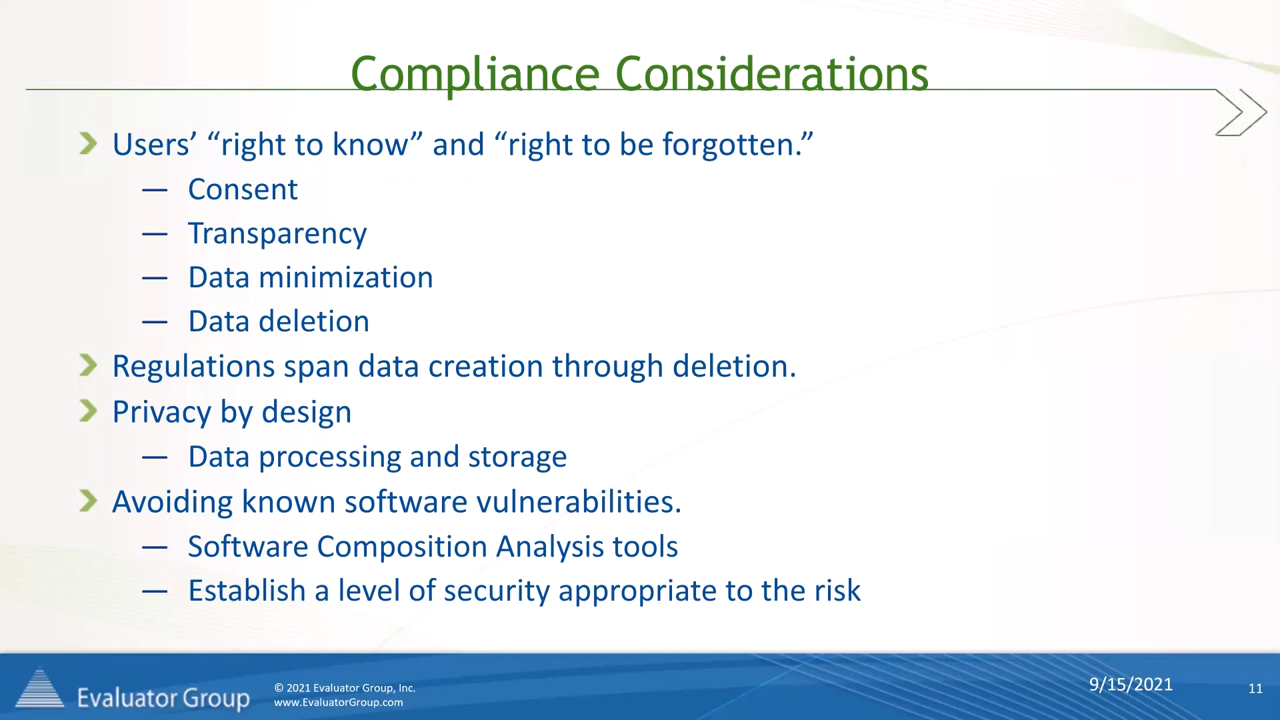 Compliance Considerations
Users’ “right to know” and “right to be forgotten.”
— Consent
— Transparency
— Data minimization
— Data deletion
Regulations span data creation through deletion.
Privacy by design
— Data processing and storage
Avoiding known software vulnerabilities.
— Software Composition Analysis tools
— Establish a level of security appropriate to the risk
Evaluator Group
© 2021 Evaluator Group, Inc.
www.EvaluatorGroup.com
9/15/2021
11